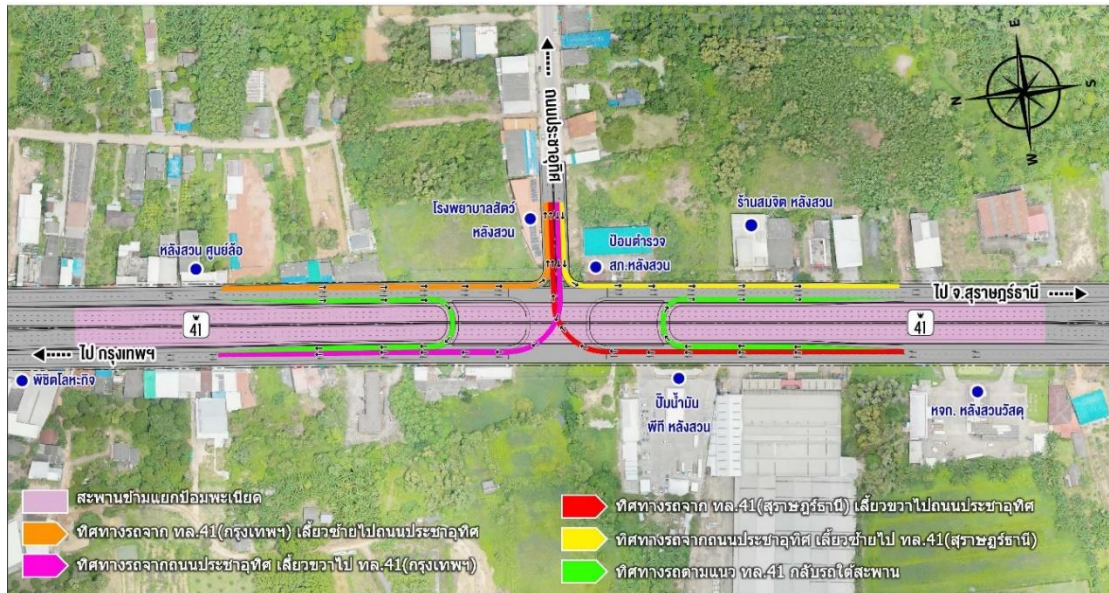 E
N
S
W
ถนนประชาอุทิศ
โรงพยาบาลสัตว์
หลังสวน
ร้านสมจิต หลังสวน
หลังสวน ศูนย์ล้อ
ป้อมตำรวจ
สภ.หลังสวน
ไป จ.สุราษฎร์ธานี
41
41
ไป กรุงเทพฯ
พิชิตโลหะกิจ
ปั๊มน้ำมัน
พีที หลังสวน
หจก. หลังสวนวัสดุ
สะพานข้ามแยกป้อมพะเนียด
ทิศทางรถจาก ทล.41(กรุงเทพฯ) เลี้ยวซ้ายไปถนนประชาอุทิศ
ทิศทางรถจากถนนประชาอุทิศ เลี้ยวขวาไป ทล.41(กรุงเทพฯ)
ทิศทางรถจาก ทล.41(สุราษฎร์ธานี) เลี้ยวขวาไปถนนประชาอุทิศ
ทิศทางรถจากถนนประชาอุทิศ เลี้ยวซ้ายไป ทล.41(สุราษฎร์ธานี)
ทิศทางรถตามแนว ทล.41 กลับรถใต้สะพาน